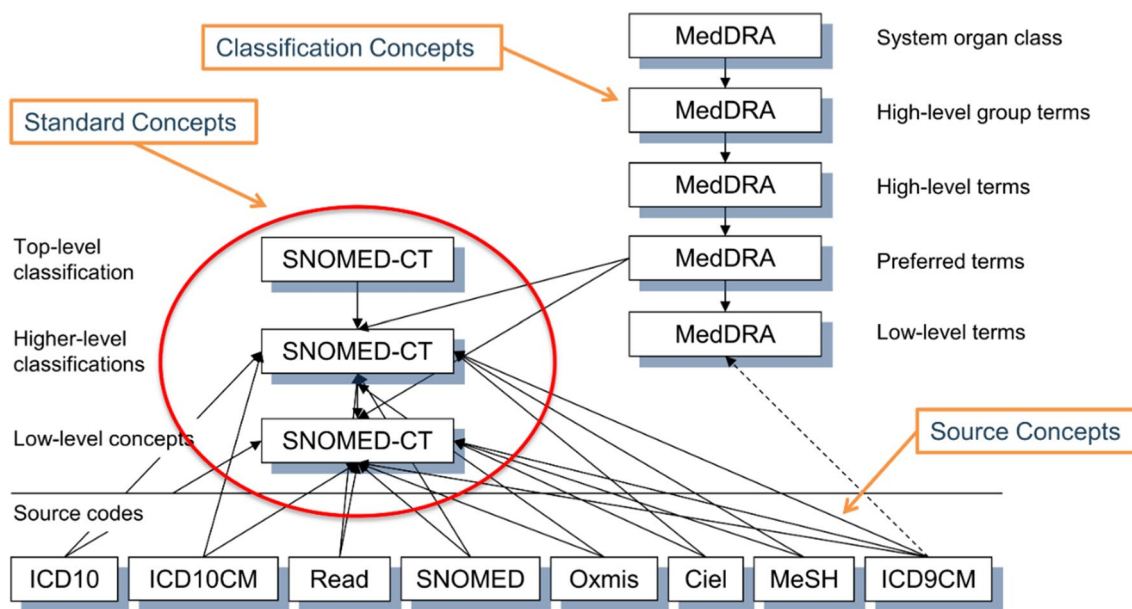 Classification Concepts
MedDRA
System organ class
Standard Concepts
MedDRA
High-level group terms
MedDRA
High-level terms
Top-level
classification
SNOMED-CT
MedDRA
Preferred terms
Higher-level
classifications
SNOMED-CT
MedDRA
Low-level terms
Low-level concepts
SNOMED-CT
Source Concepts
Source codes
ICD10
ICD10CM
Read
SNOMED
Oxmis
Ciel
MeSH
ICD9CM